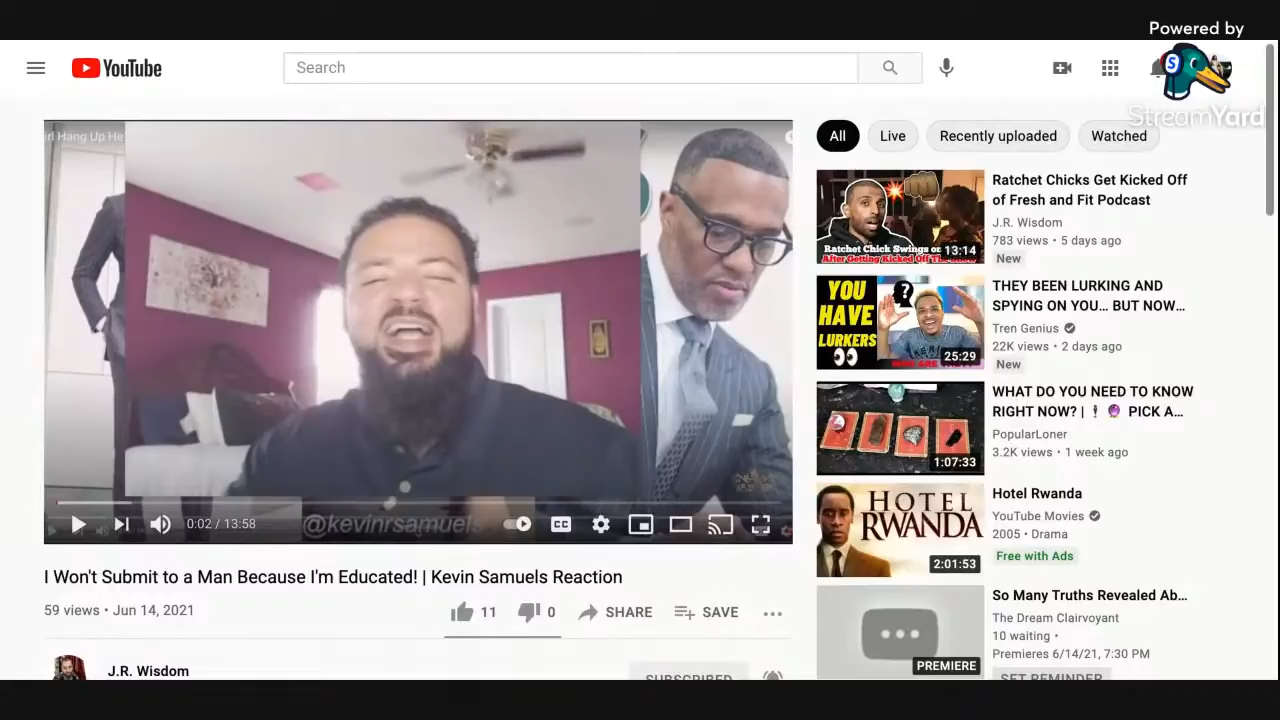 Powered by
YouTube
Search
S
StreamYard
irl Hang Up He
0:02 / 13:58
CC
@kevinrsamuels
I Won't Submit to a Man Because I'm Educated! | Kevin Samuels Reaction
59 views • Jun 14, 2021
11
0
SHARE
SAVE
J.R. Wisdom
SUBSCRIBED
All
Live
Recently uploaded
Watched
Ratchet Chick Swings on
After Getting Kicked Off The
13:14
Ratchet Chicks Get Kicked Off
of Fresh and Fit Podcast
J.R. Wisdom
783 views • 5 days ago
New
YOU
HAVE
LURKERS
25:29
THEY BEEN LURKING AND
SPYING ON YOU... BUT NOW...
Tren Genius
22K views • 2 days ago
New
1:07:33
WHAT DO YOU NEED TO KNOW
RIGHT NOW? | 🕴 🔮 PICK A...
PopularLoner
3.2K views • 1 week ago
HOTEL
RWANDA
2:01:53
Hotel Rwanda
YouTube Movies
2005 • Drama
Free with Ads
PREMIERE
So Many Truths Revealed Ab...
The Dream Clairvoyant
10 waiting •
Premieres 6/14/21, 7:30 PM
SET REMINDER